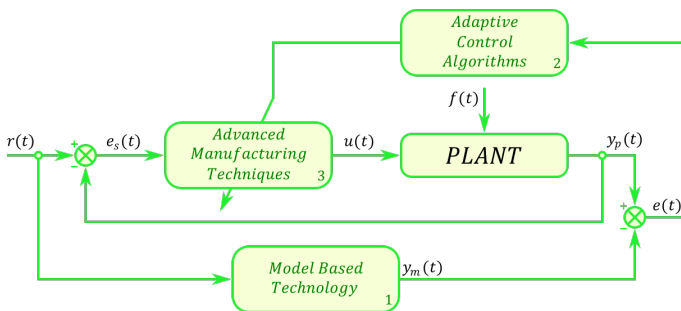 Adaptive
Control
Algorithms
2
f(t)
r(t)
+
−
e_s(t)
Advanced
Manufacturing
Techniques
3
u(t)
PLANT
y_p(t)
+
−
e(t)
Model Based
Technology
1
y_m(t)